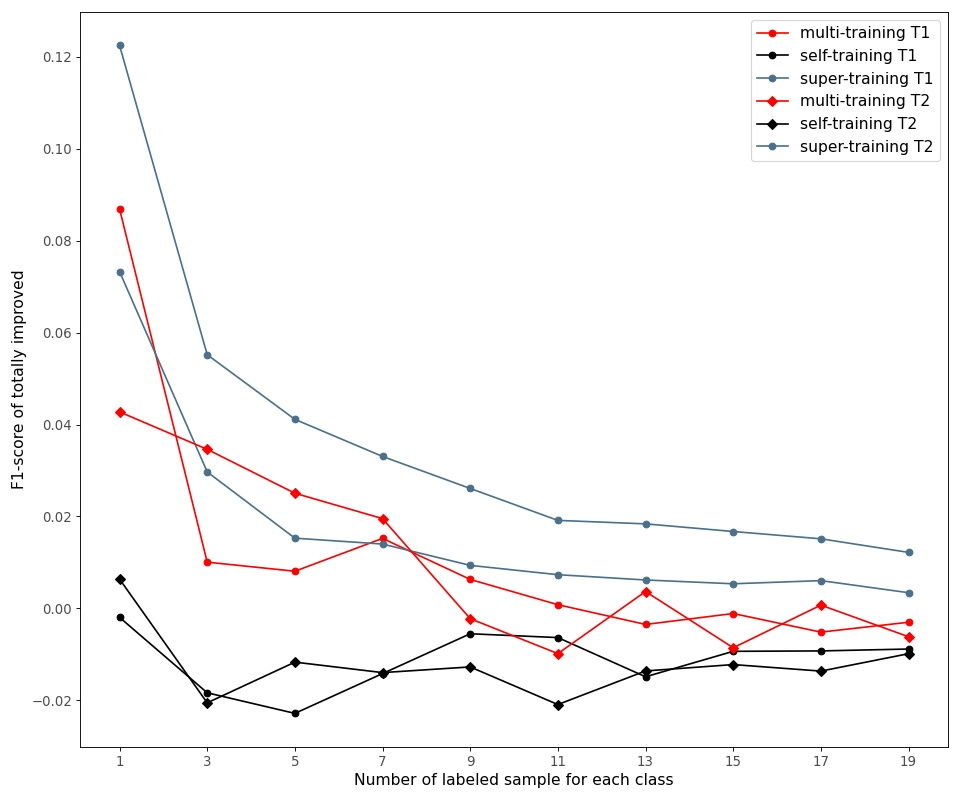 multi-training T1
self-training T1
super-training T1
multi-training T2
self-training T2
super-training T2
0.12
0.10
0.08
0.06
0.04
0.02
0.00
−0.02
F1-score of totally improved
1 3 5 7 9 11 13 15 17 19
Number of labeled sample for each class